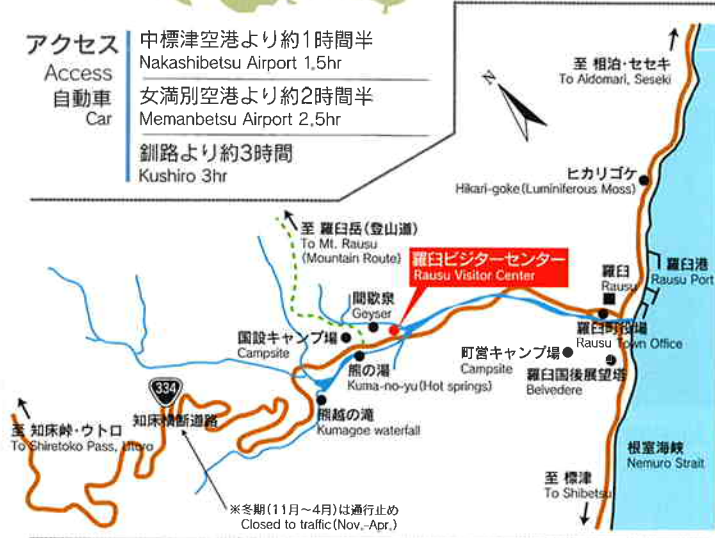 アクセス
Access
自動車
Car
中標津空港より約1時間半
Nakashibetsu Airport 1,5hr
女満別空港より約2時間半
Memanbetsu Airport 2,5hr
釧路より約3時間
Kushiro 3hr
N
至 相泊・セセキ
To Aidomari, Seseki
ヒカリゴケ
Hikari-goke(Luminiferous Moss)
至 羅臼岳(登山道)
To Mt. Rausu
(Mountain Route)
羅臼ビジターセンター
Rausu Visitor Center
羅臼
Rausu
羅臼港
Rausu Port
間歇泉
Geyser
国設キャンプ場
Campsite
羅臼町役場
Rausu Town Office
熊の湯
Kuma-no-yu(Hot springs)
町営キャンプ場
Campsite
羅臼国後展望塔
Belvedere
334
熊越の滝
Kumagoe waterfall
知床横断道路
至 知床峠・ウトロ
To Shiretoko Pass, Utoro
根室海峡
Nemuro Strait
至 標津
To Shibetsu
※冬期(11月~4月)は通行止め
Closed to traffic(Nov.-Apr.)